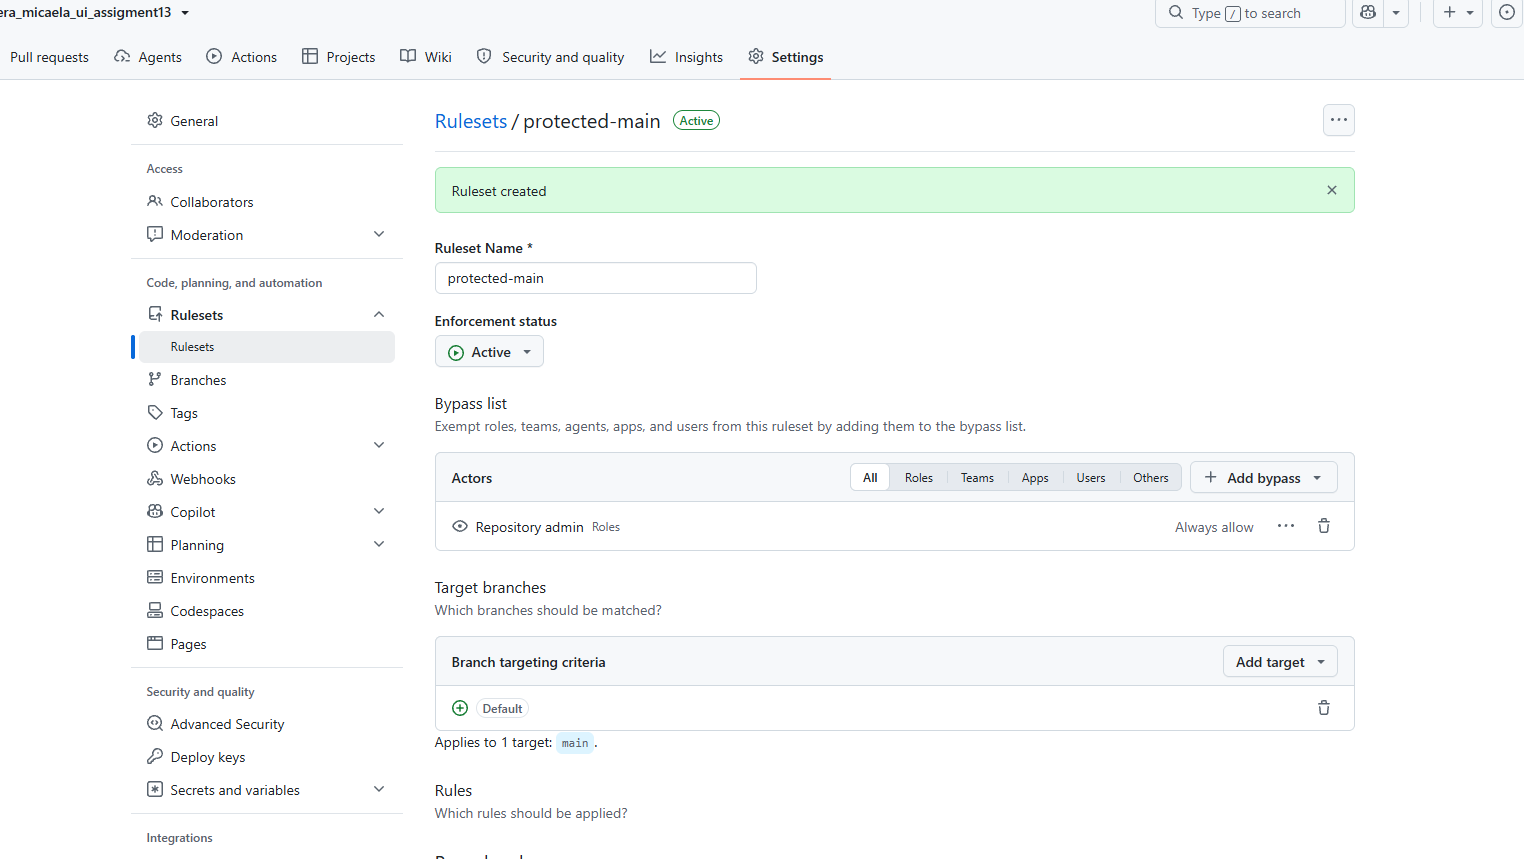 era_micaela_ui_assigment13
Type / to search
Pull requests Agents Actions Projects Wiki Security and quality Insights Settings
General
Access
Collaborators
Moderation
Code, planning, and automation
Rulesets
Rulesets
Branches
Tags
Actions
Webhooks
Copilot
Planning
Environments
Codespaces
Pages
Security and quality
Advanced Security
Deploy keys
Secrets and variables
Integrations
Rulesets / protected-main Active
Ruleset created
Ruleset Name *
protected-main
Enforcement status
Active
Bypass list
Exempt roles, teams, agents, apps, and users from this ruleset by adding them to the bypass list.
Actors All Roles Teams Apps Users Others Add bypass
Repository admin Roles Always allow
Target branches
Which branches should be matched?
Branch targeting criteria Add target
Default
Applies to 1 target: main.
Rules
Which rules should be applied?